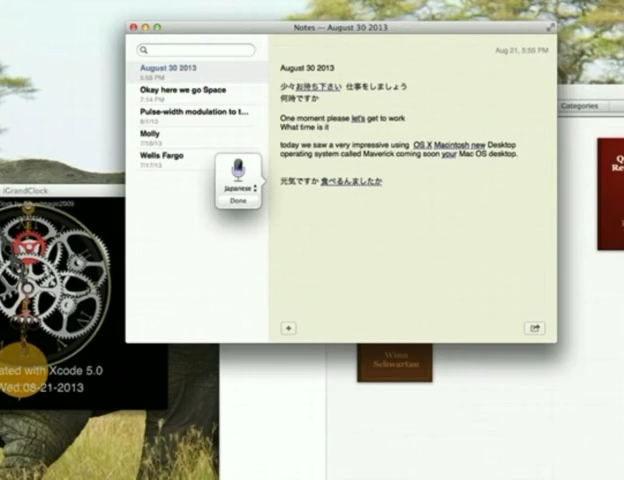 Notes — August 30 2013
Aug 21, 5:55 PM
August 30 2013
5:55 PM
Okay here we go Space
7:14 PM
Pulse-width modulation to t...
8/1/13
Molly
7/18/13
Wells Fargo
7/17/13
August 30 2013
少々お待ち下さい 仕事をしましょう
何時ですか
One moment please let's get to work
What time is it
today we saw a very impressive using OS X Macintosh new Desktop
operating system called Maverick coming soon your Mac OS desktop.
元気ですか 食べるんましたか
Japanese
Done
Categories
iGrandClock
ated with Xcode 5.0
Wed 08-21-2013
Winn
Schwartau